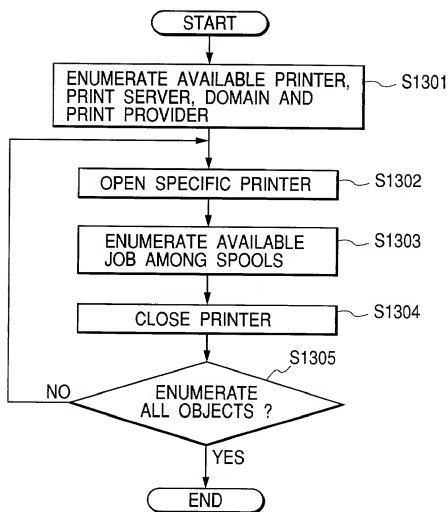 START
ENUMERATE AVAILABLE PRINTER,
PRINT SERVER, DOMAIN AND
PRINT PROVIDER
S1301
OPEN SPECIFIC PRINTER
S1302
ENUMERATE AVAILABLE
JOB AMONG SPOOLS
S1303
CLOSE PRINTER
S1304
S1305
ENUMERATE
ALL OBJECTS ?
NO
YES
END